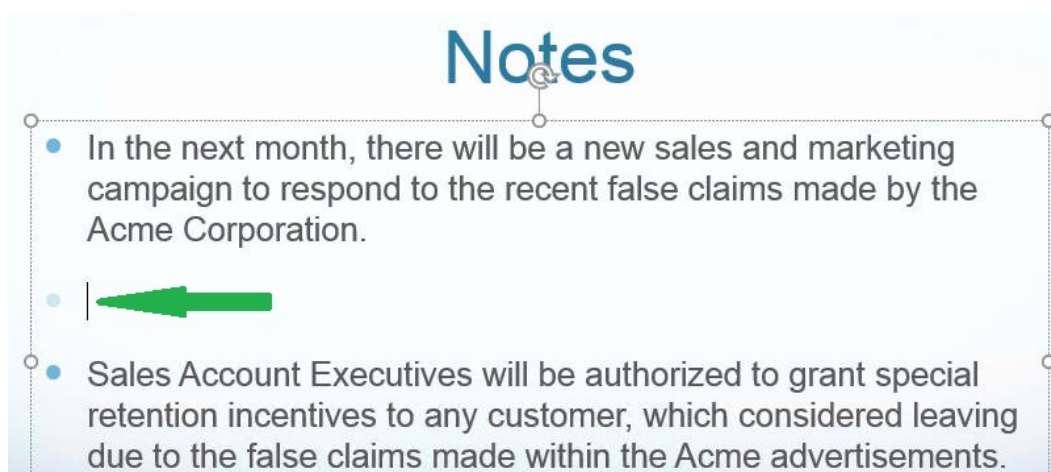 Notes
In the next month, there will be a new sales and marketing
campaign to respond to the recent false claims made by the
Acme Corporation.
Sales Account Executives will be authorized to grant special
retention incentives to any customer, which considered leaving
due to the false claims made within the Acme advertisements.